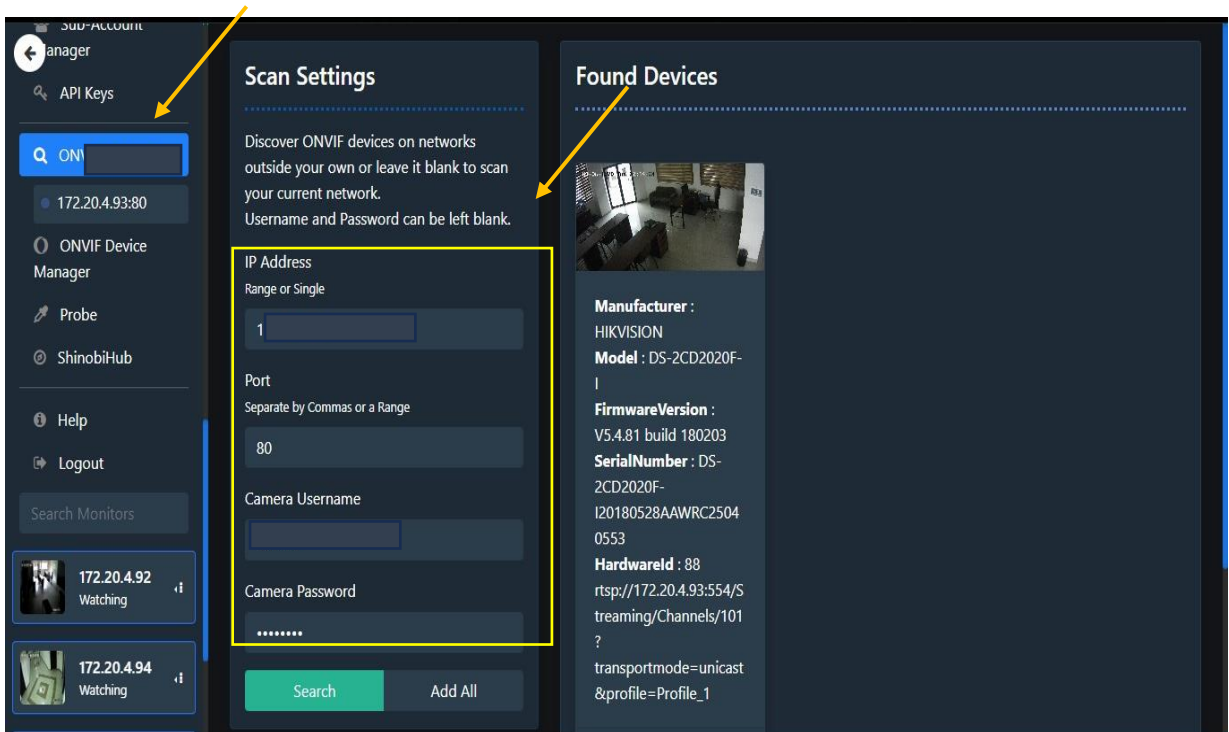 Sub-Account
Manager
API Keys
ON
172.20.4.93:80
ONVIF Device
Manager
Probe
ShinobiHub
Help
Logout
Search Monitors
172.20.4.92
Watching
172.20.4.94
Watching
Scan Settings
Discover ONVIF devices on networks
outside your own or leave it blank to scan
your current network.
Username and Password can be left blank.
IP Address
Range or Single
1
Port
Separate by Commas or a Range
80
Camera Username
Camera Password
••••••••
Search
Add All
Found Devices
Manufacturer :
HIKVISION
Model : DS-2CD2020F-
I
FirmwareVersion :
V5.4.81 build 180203
SerialNumber : DS-
2CD2020F-
I20180528AAWRC2504
0553
HardwareId : 88
rtsp://172.20.4.93:554/S
treaming/Channels/101
?
transportmode=unicast
&profile=Profile_1